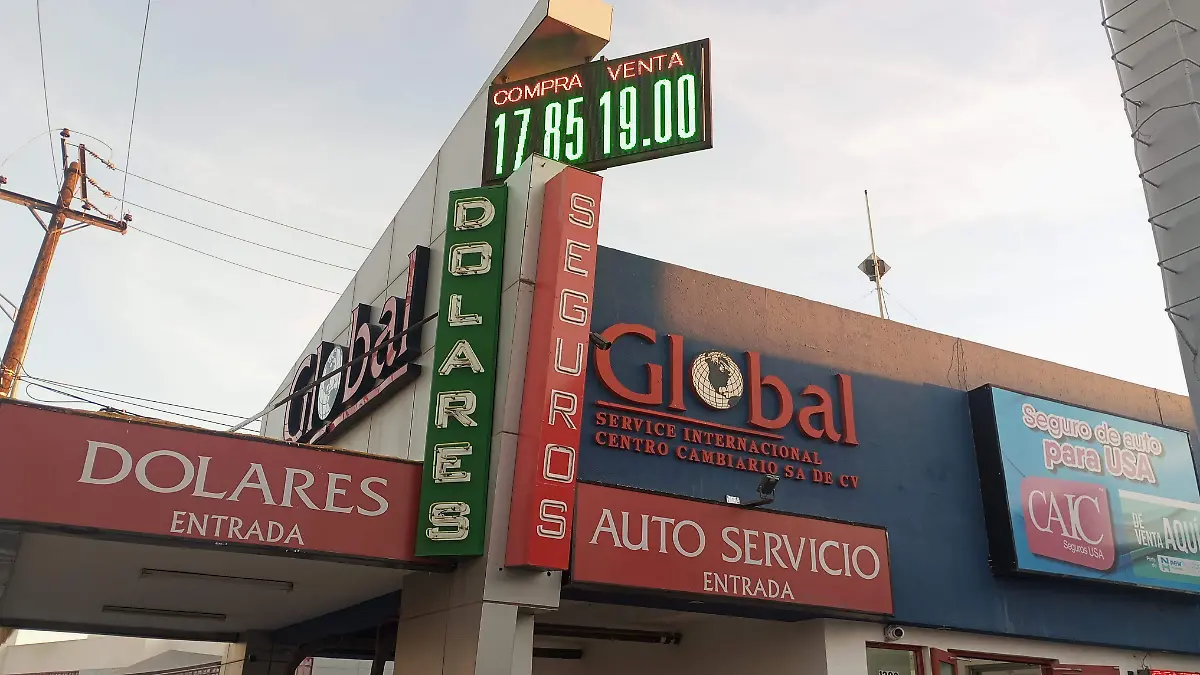 COMPRA VENTA
17.85 19.00
DOLARES
SEGUROS
Global
Global
SERVICE INTERNACIONAL
CENTRO CAMBIARIO SA DE CV
DOLARES
ENTRADA
AUTO SERVICIO
ENTRADA
Seguro de auto
para USA
CAIC
Seguros USA
DE
VENTA
AQUÍ